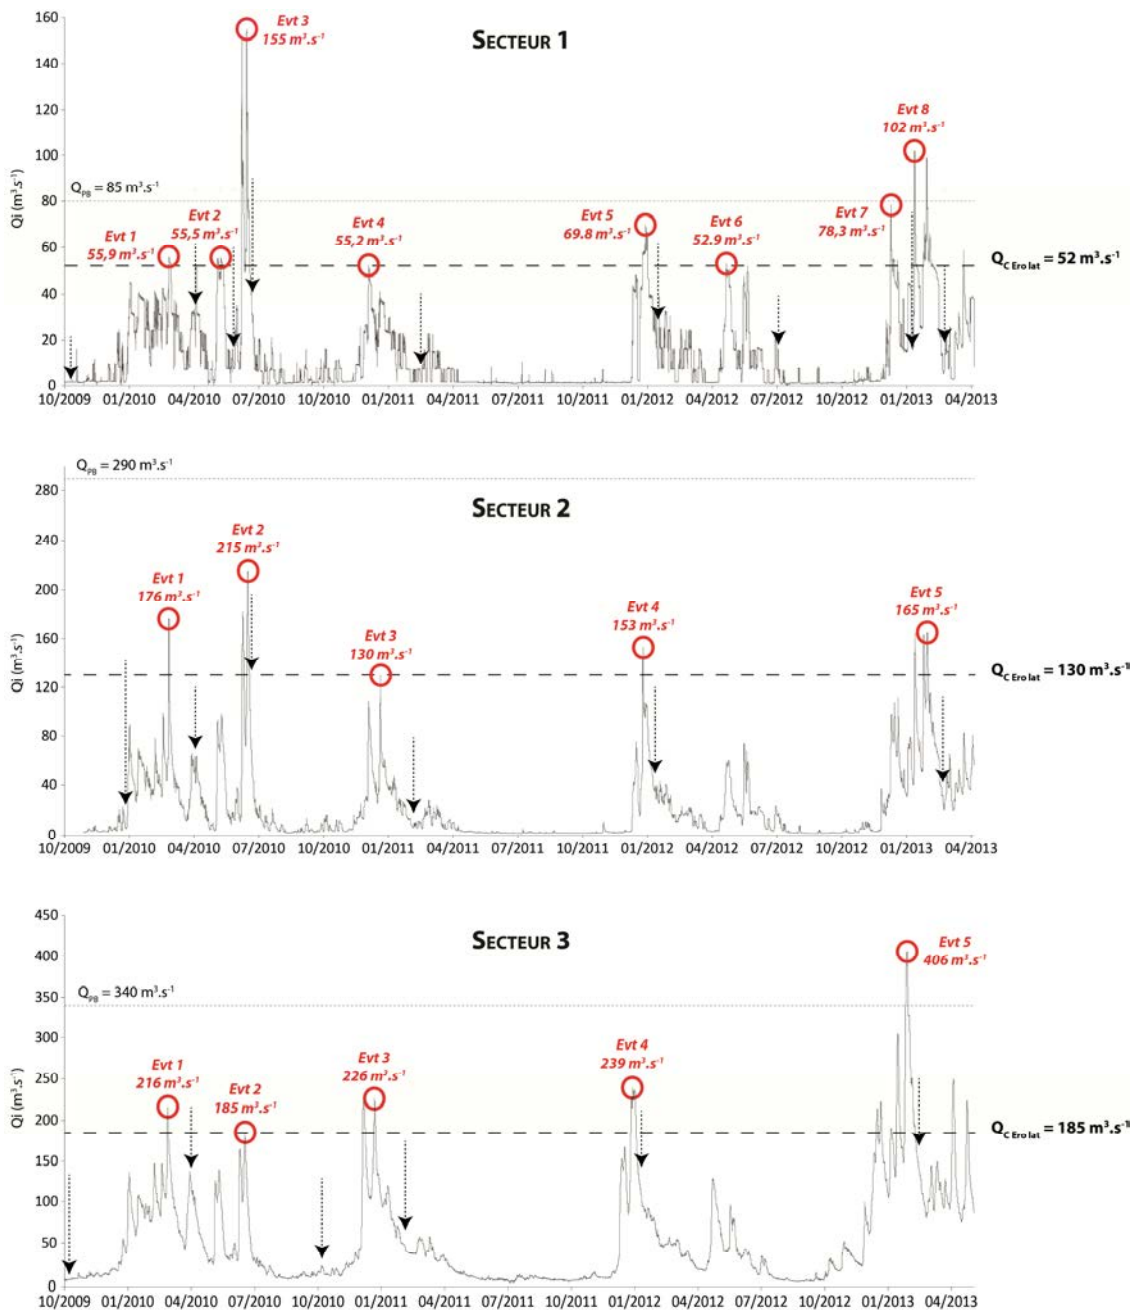 SECTEUR 1
Qi (m³.s⁻¹)
160
140
120
100
80
60
40
20
0
Q_PB = 85 m³.s⁻¹
Evt 1
55,9 m³.s⁻¹
Evt 2
55,5 m³.s⁻¹
Evt 3
155 m³.s⁻¹
Evt 4
55,2 m³.s⁻¹
Evt 5
69.8 m³.s⁻¹
Evt 6
52.9 m³.s⁻¹
Evt 7
78,3 m³.s⁻¹
Evt 8
102 m³.s⁻¹
Q_C Ero lat = 52 m³.s⁻¹
10/2009 01/2010 04/2010 07/2010 10/2010 01/2011 04/2011 07/2011 10/2011 01/2012 04/2012 07/2012 10/2012 01/2013 04/2013
SECTEUR 2
Qi (m³.s⁻¹)
280
240
200
160
120
80
40
0
Q_PB = 290 m³.s⁻¹
Evt 1
176 m³.s⁻¹
Evt 2
215 m³.s⁻¹
Evt 3
130 m³.s⁻¹
Evt 4
153 m³.s⁻¹
Evt 5
165 m³.s⁻¹
Q_C Ero lat = 130 m³.s⁻¹
10/2009 01/2010 04/2010 07/2010 10/2010 01/2011 04/2011 07/2011 10/2011 01/2012 04/2012 07/2012 10/2012 01/2013 04/2013
SECTEUR 3
Qi (m³.s⁻¹)
450
400
350
300
250
200
150
100
50
0
Q_PB = 340 m³.s⁻¹
Evt 1
216 m³.s⁻¹
Evt 2
185 m³.s⁻¹
Evt 3
226 m³.s⁻¹
Evt 4
239 m³.s⁻¹
Evt 5
406 m³.s⁻¹
Q_C Ero lat = 185 m³.s⁻¹
10/2009 01/2010 04/2010 07/2010 10/2010 01/2011 04/2011 07/2011 10/2011 01/2012 04/2012 07/2012 10/2012 01/2013 04/2013